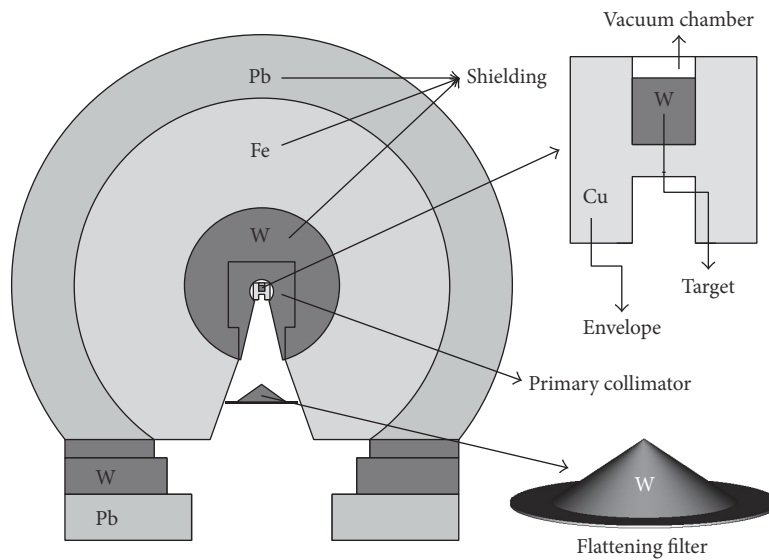 Vacuum chamber
Pb
Shielding
W
Fe
Cu
W
Target
Envelope
Primary collimator
W
W
Pb
Flattening filter